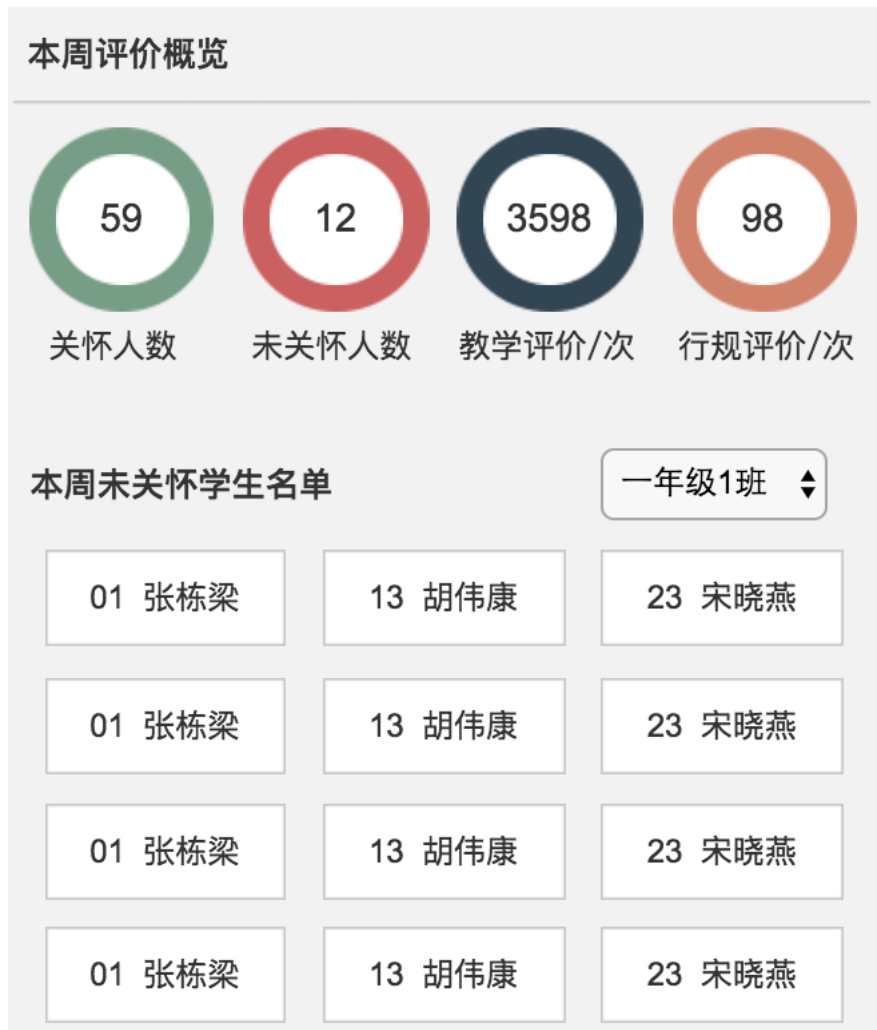 本周评价概览
59 12 3598 98
关怀人数 未关怀人数 教学评价/次 行规评价/次
本周未关怀学生名单 一年级1班
01 张栋梁 13 胡伟康 23 宋晓燕
01 张栋梁 13 胡伟康 23 宋晓燕
01 张栋梁 13 胡伟康 23 宋晓燕
01 张栋梁 13 胡伟康 23 宋晓燕